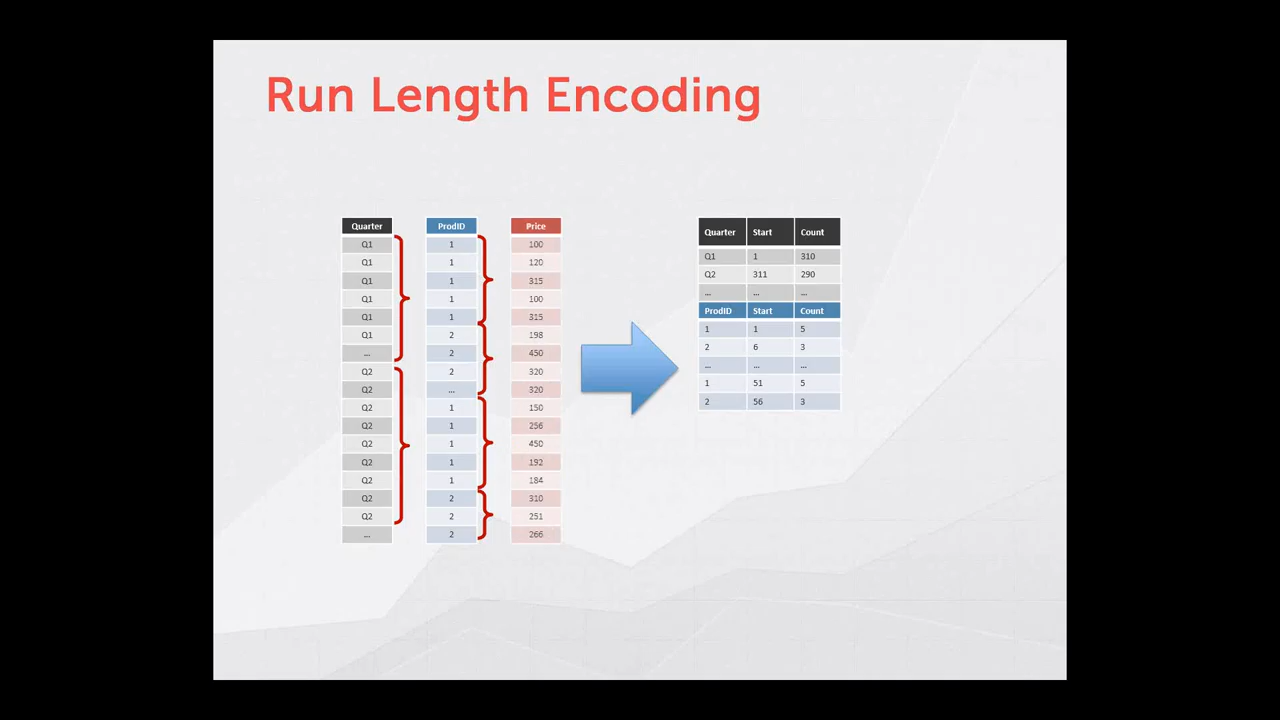 Run Length Encoding
Quarter ProdID Price
Q1 1 100
Q1 1 120
Q1 1 315
Q1 1 100
Q1 1 315
Q1 2 198
... 2 450
Q2 2 320
Q2 ... 320
Q2 1 150
Q2 1 256
Q2 1 450
Q2 1 192
Q2 1 184
Q2 2 310
Q2 2 251
... 2 266
Quarter Start Count
Q1 1 310
Q2 311 290
... ... ...
ProdID Start Count
1 1 5
2 6 3
... ... ...
1 51 5
2 56 3